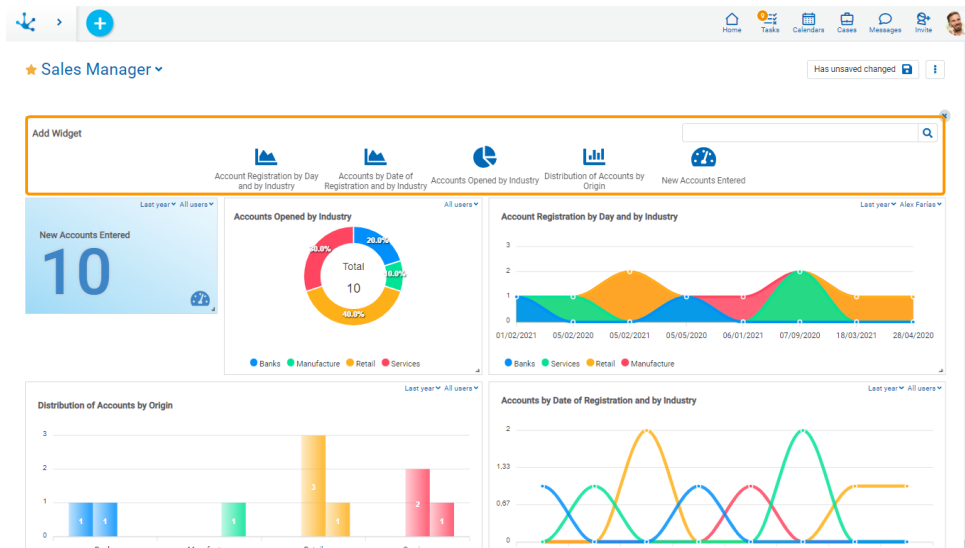 9
Home Tasks Calendars Cases Messages Invite
Sales Manager
Has unsaved changed
Add Widget
Account Registration by Day
and by Industry
Accounts by Date of
Registration and by Industry
Accounts Opened by Industry
Distribution of Accounts by
Origin
New Accounts Entered
Last year All users
New Accounts Entered
10
All users
Accounts Opened by Industry
20.0%
10.0%
40.0%
Total
10
Banks Manufacture Retail Services
Last year Alex Farías
Account Registration by Day and by Industry
3
2
1
0
01/02/2021 05/02/2020 05/02/2021 05/05/2020 06/01/2021 07/09/2020 18/03/2021 28/04/2020
Banks Services Retail Manufacture
Last year All users
Distribution of Accounts by Origin
3
2
1
0
1 1 1 3 1 2 1
Last year All users
Accounts by Date of Registration and by Industry
2
1,33
0,67
0